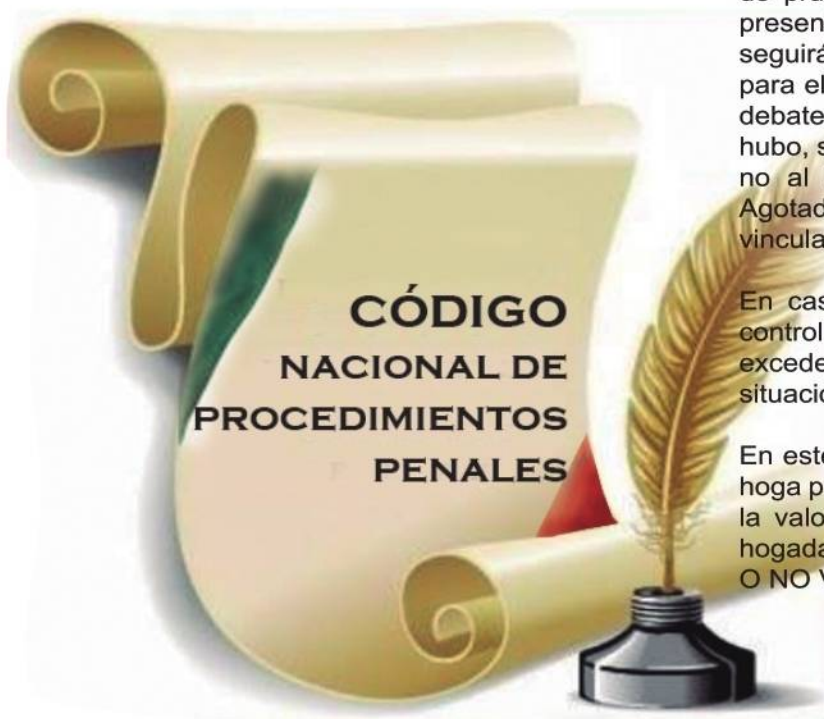 CÓDIGO
NACIONAL DE
PROCEDIMIENTOS
PENALES
presen
seguirá
para el
debate
hubo, s
no al
Agotad
vincula
En cas
control
excede
situació
En este
hoga p
la valo
hogada
O NO